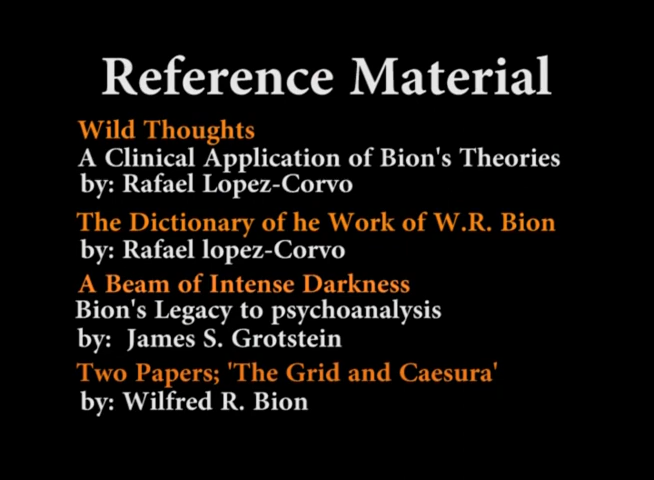 Reference Material
Wild Thoughts
A Clinical Application of Bion's Theories
by: Rafael Lopez-Corvo
The Dictionary of he Work of W.R. Bion
by: Rafael lopez-Corvo
A Beam of Intense Darkness
Bion's Legacy to psychoanalysis
by: James S. Grotstein
Two Papers; 'The Grid and Caesura'
by: Wilfred R. Bion